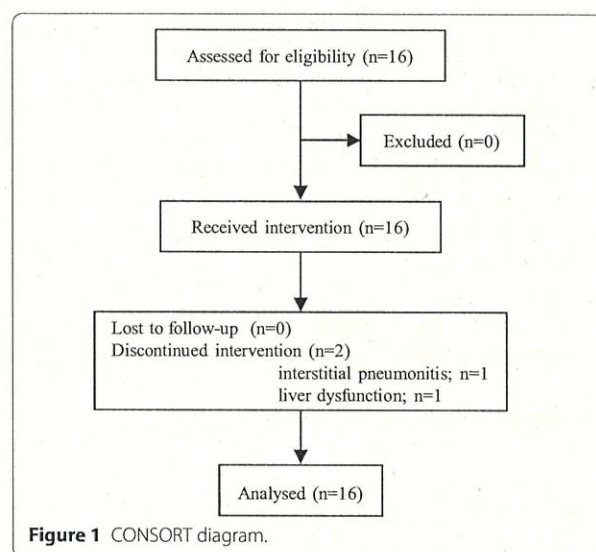 Assessed for eligibility (n=16)
Excluded (n=0)
Received intervention (n=16)
Lost to follow-up (n=0)
Discontinued intervention (n=2)
interstitial pneumonitis; n=1
liver dysfunction; n=1
Analysed (n=16)
Figure 1 CONSORT diagram.